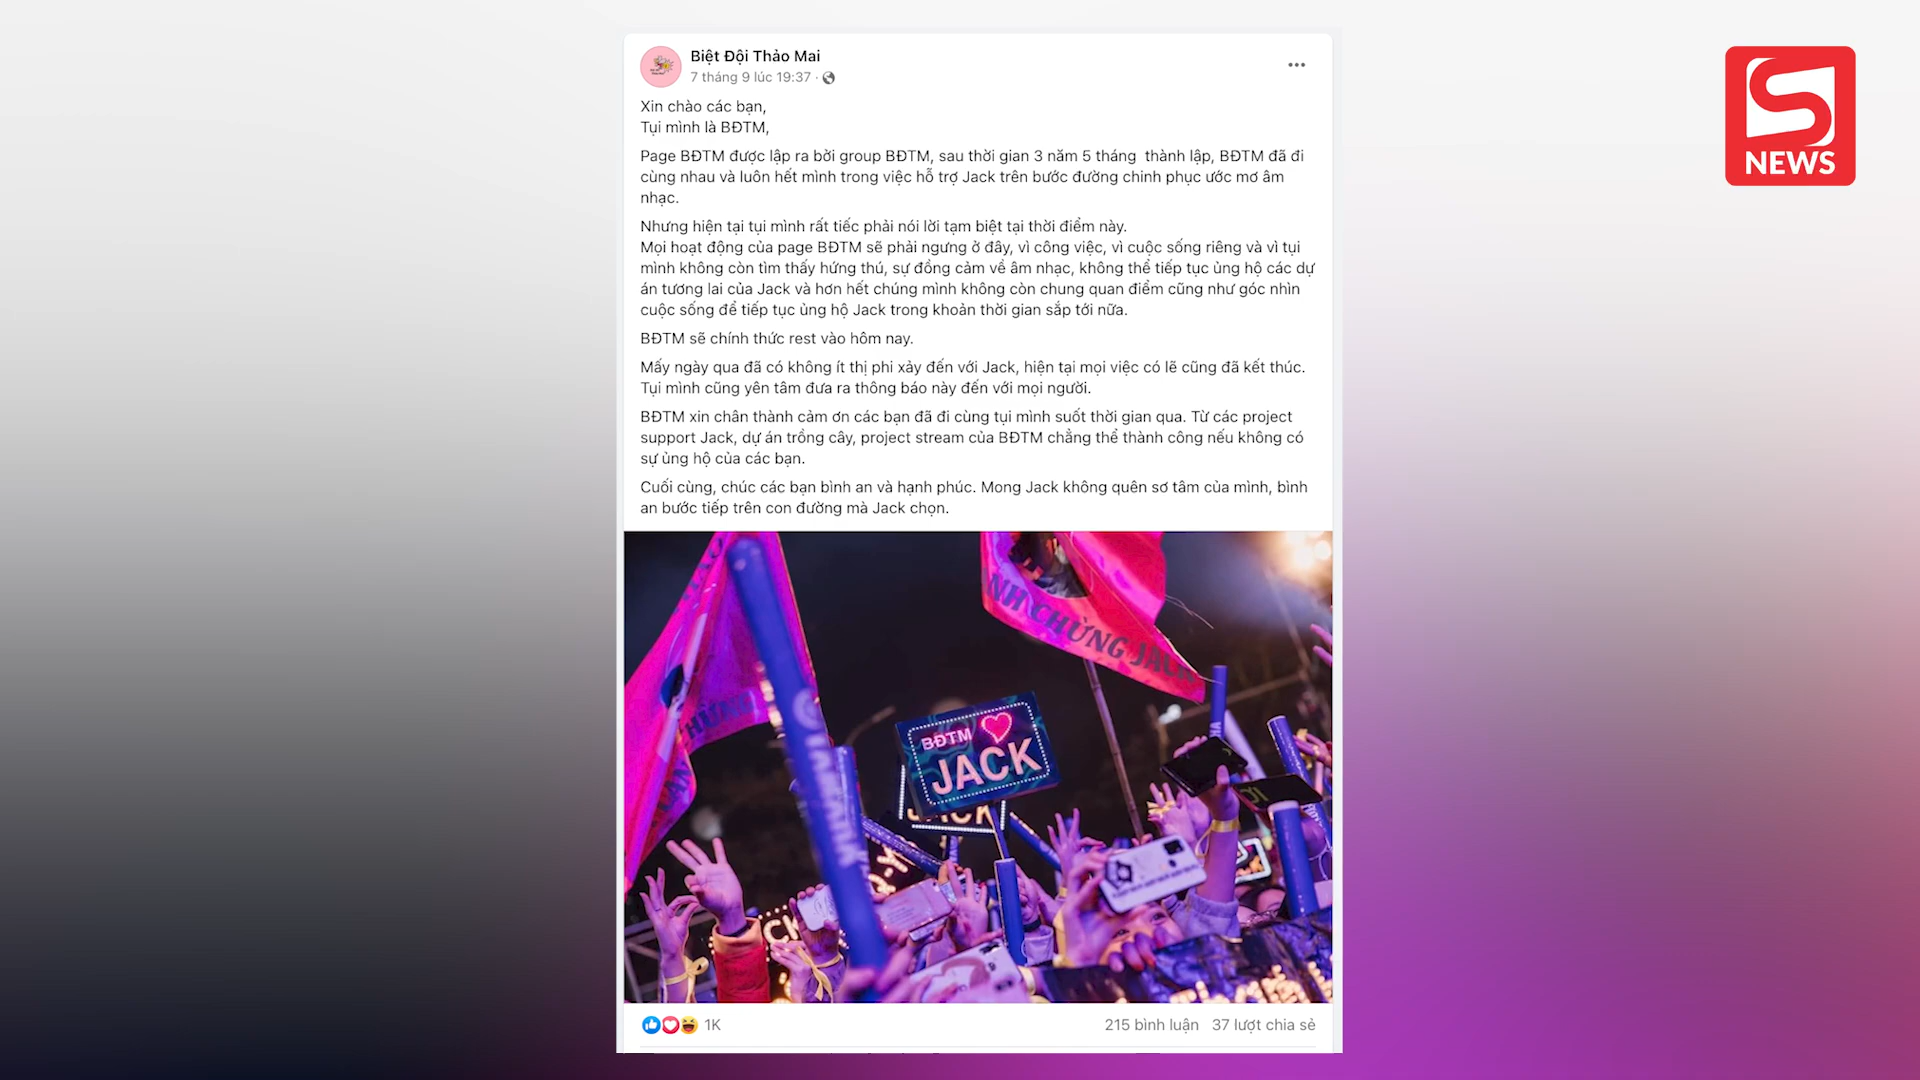 Biệt Đội Thảo Mai
7 tháng 9 lúc 19:37 ·
Xin chào các bạn,
Tụi mình là BĐTM,
Page BĐTM được lập ra bởi group BĐTM, sau thời gian 3 năm 5 tháng thành lập, BĐTM đã đi
cùng nhau và luôn hết mình trong việc hỗ trợ Jack trên bước đường chinh phục ước mơ âm
nhạc.
Nhưng hiện tại tụi mình rất tiếc phải nói lời tạm biệt tại thời điểm này.
Mọi hoạt động của page BĐTM sẽ phải ngưng ở đây, vì công việc, vì cuộc sống riêng và vì tụi
mình không còn tìm thấy hứng thú, sự đồng cảm về âm nhạc, không thể tiếp tục ủng hộ các dự
án tương lai của Jack và hơn hết chúng mình không còn chung quan điểm cũng như góc nhìn
cuộc sống để tiếp tục ủng hộ Jack trong khoản thời gian sắp tới nữa.
BĐTM sẽ chính thức rest vào hôm nay.
Mấy ngày qua đã có không ít thị phi xảy đến với Jack, hiện tại mọi việc có lẽ cũng đã kết thúc.
Tụi mình cũng yên tâm đưa ra thông báo này đến với mọi người.
BĐTM xin chân thành cảm ơn các bạn đã đi cùng tụi mình suốt thời gian qua. Từ các project
support Jack, dự án trồng cây, project stream của BĐTM chẳng thể thành công nếu không có
sự ủng hộ của các bạn.
Cuối cùng, chúc các bạn bình an và hạnh phúc. Mong Jack không quên sơ tâm của mình, bình
an bước tiếp trên con đường mà Jack chọn.
S
NEWS
CHỪNG JACK
HỪNG
BĐTM
JACK
JACK
1K
215 bình luận 37 lượt chia sẻ